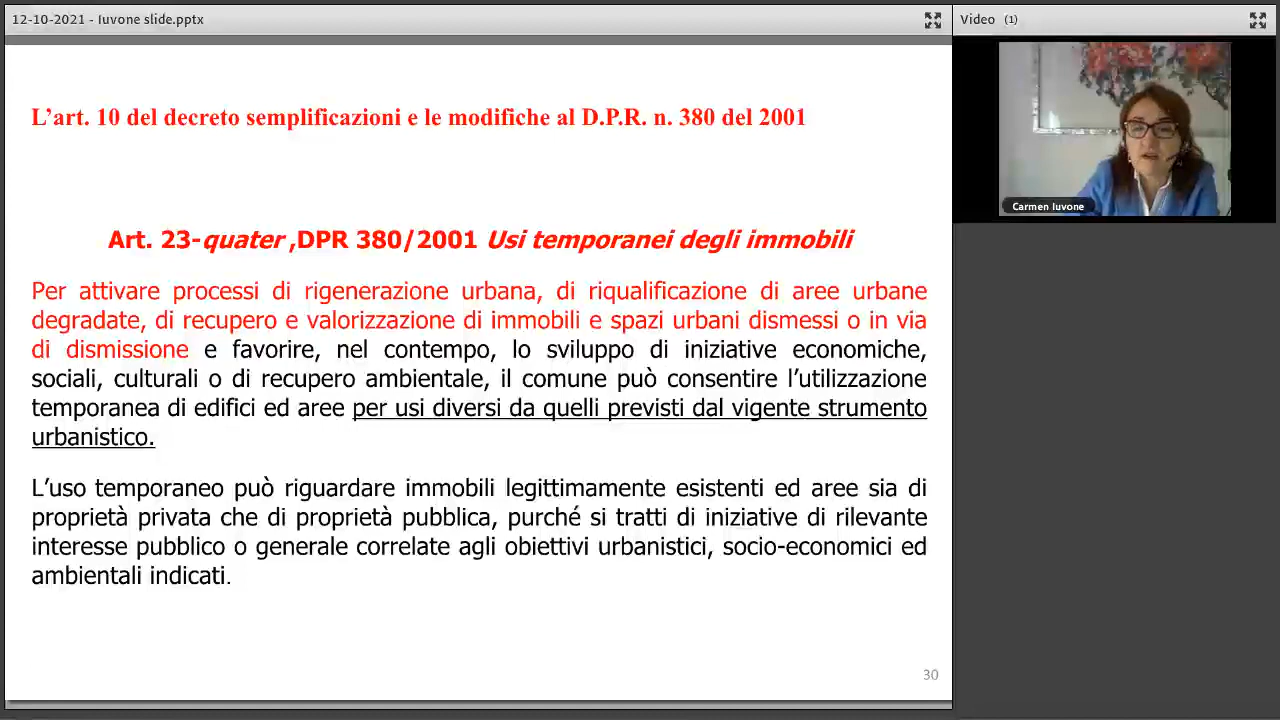 12-10-2021 - Iuvone slide.pptx
Video (1)
L’art. 10 del decreto semplificazioni e le modifiche al D.P.R. n. 380 del 2001
Art. 23-quater ,DPR 380/2001 Usi temporanei degli immobili
Per attivare processi di rigenerazione urbana, di riqualificazione di aree urbane
degradate, di recupero e valorizzazione di immobili e spazi urbani dismessi o in via
di dismissione e favorire, nel contempo, lo sviluppo di iniziative economiche,
sociali, culturali o di recupero ambientale, il comune può consentire l’utilizzazione
temporanea di edifici ed aree per usi diversi da quelli previsti dal vigente strumento
urbanistico.
L’uso temporaneo può riguardare immobili legittimamente esistenti ed aree sia di
proprietà privata che di proprietà pubblica, purché si tratti di iniziative di rilevante
interesse pubblico o generale correlate agli obiettivi urbanistici, socio-economici ed
ambientali indicati.
30
Carmen Iuvone